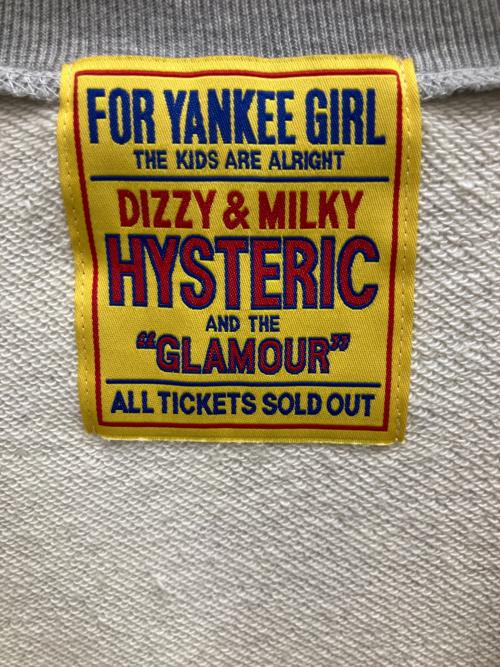 FOR YANKEE GIRL
THE KIDS ARE ALRIGHT
DIZZY & MILKY
HYSTERIC
AND THE
“GLAMOUR”
ALL TICKETS SOLD OUT